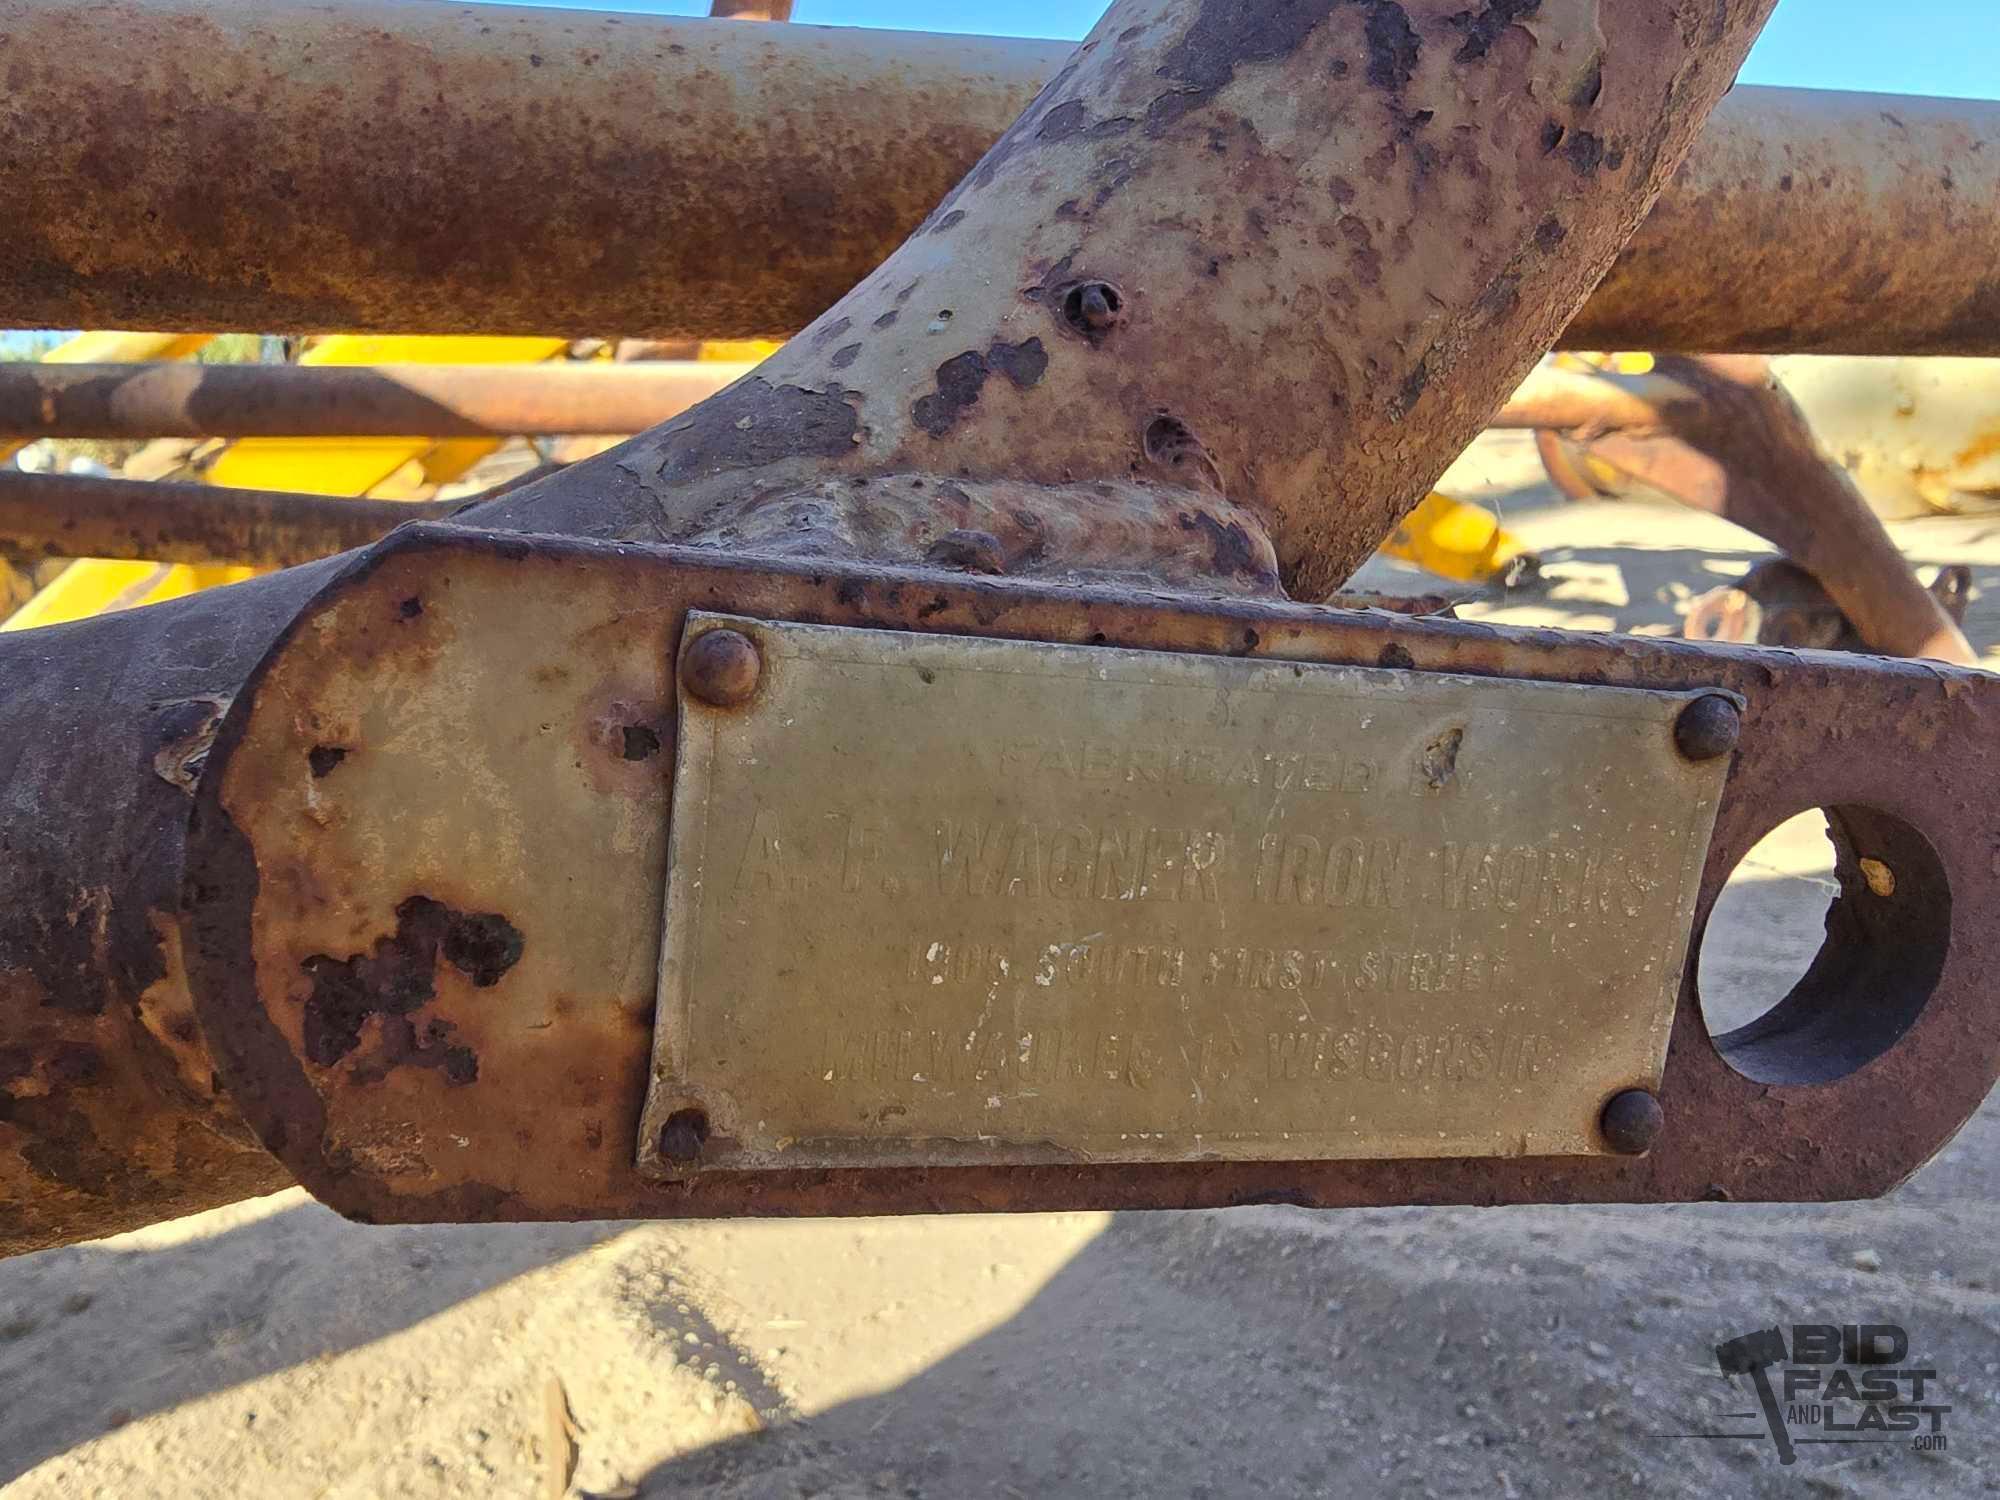 FABRICATED BY
A. F. WAGNER IRON WORKS
SOUTH FIRST STREET
MILWAUKEE WISCONSIN
BID
FAST
AND LAST
.com